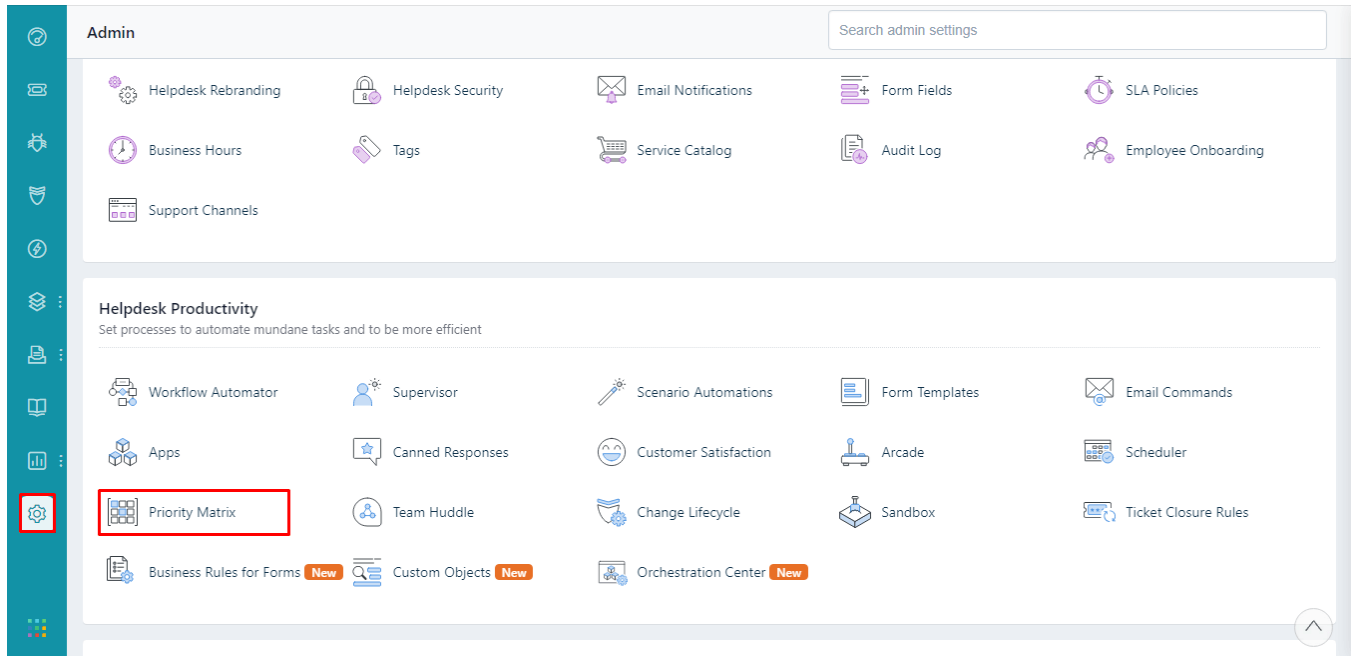 Admin
Search admin settings
Helpdesk Rebranding
Helpdesk Security
Email Notifications
Form Fields
SLA Policies
Business Hours
Tags
Service Catalog
Audit Log
Employee Onboarding
Support Channels
Helpdesk Productivity
Set processes to automate mundane tasks and to be more efficient
Workflow Automator
Supervisor
Scenario Automations
Form Templates
Email Commands
Apps
Canned Responses
Customer Satisfaction
Arcade
Scheduler
Priority Matrix
Team Huddle
Change Lifecycle
Sandbox
Ticket Closure Rules
Business Rules for Forms New
Custom Objects New
Orchestration Center New